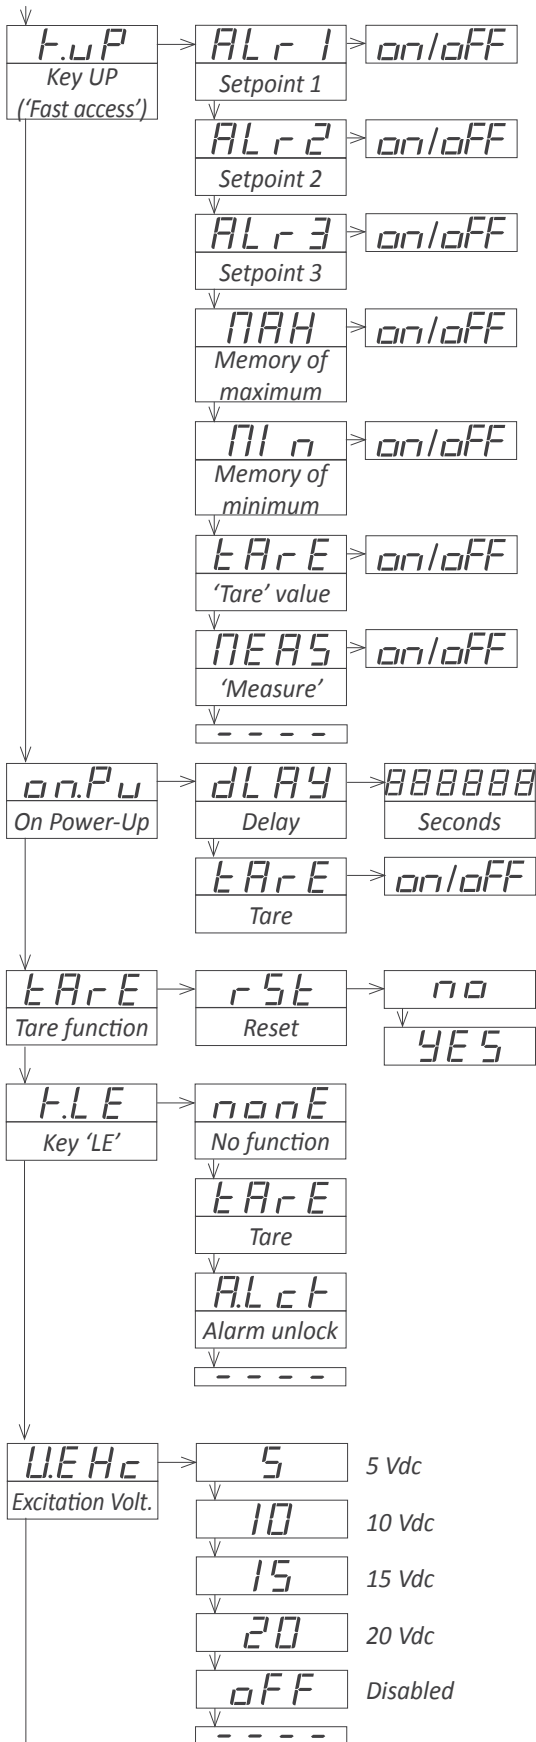 K.uP ALr1 on/oFF
Key UP
(‘Fast access’) Setpoint 1
ALr2 on/oFF
Setpoint 2
ALr3 on/oFF
Setpoint 3
MAX on/oFF
Memory of
maximum
MIn on/oFF
Memory of
minimum
tArE on/oFF
‘Tare’ value
MEAS on/oFF
‘Measure’
----
on.Pu dLAY 888888
On Power-Up Delay Seconds
tArE on/oFF
Tare
tArE rSt no
Tare function Reset
YES
K.LE nonE
Key ‘LE’ No function
tArE
Tare
A.LcK
Alarm unlock
----
V.EXc 5 5 Vdc
Excitation Volt.
10 10 Vdc
15 15 Vdc
20 20 Vdc
oFF Disabled
----